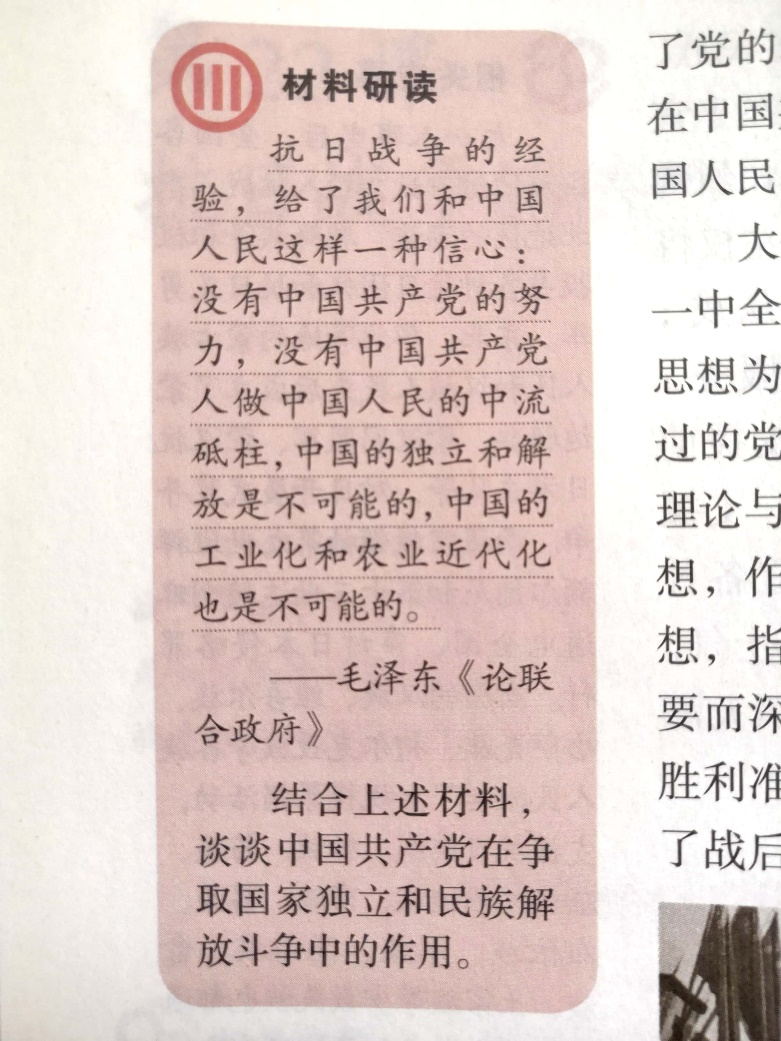 材料研读
抗日战争的经
验，给了我们和中国
人民这样一种信心：
没有中国共产党的努
力，没有中国共产党
人做中国人民的中流
砥柱，中国的独立和解
放是不可能的，中国的
工业化和农业近代化
也是不可能的。
——毛泽东《论联
合政府》
结合上述材料，
谈谈中国共产党在争
取国家独立和民族解
放斗争中的作用。
了党的
在中国
国人民
大
一中全
思想为
过的党
理论与
想，作
想，指
要而深
胜利准
了战后